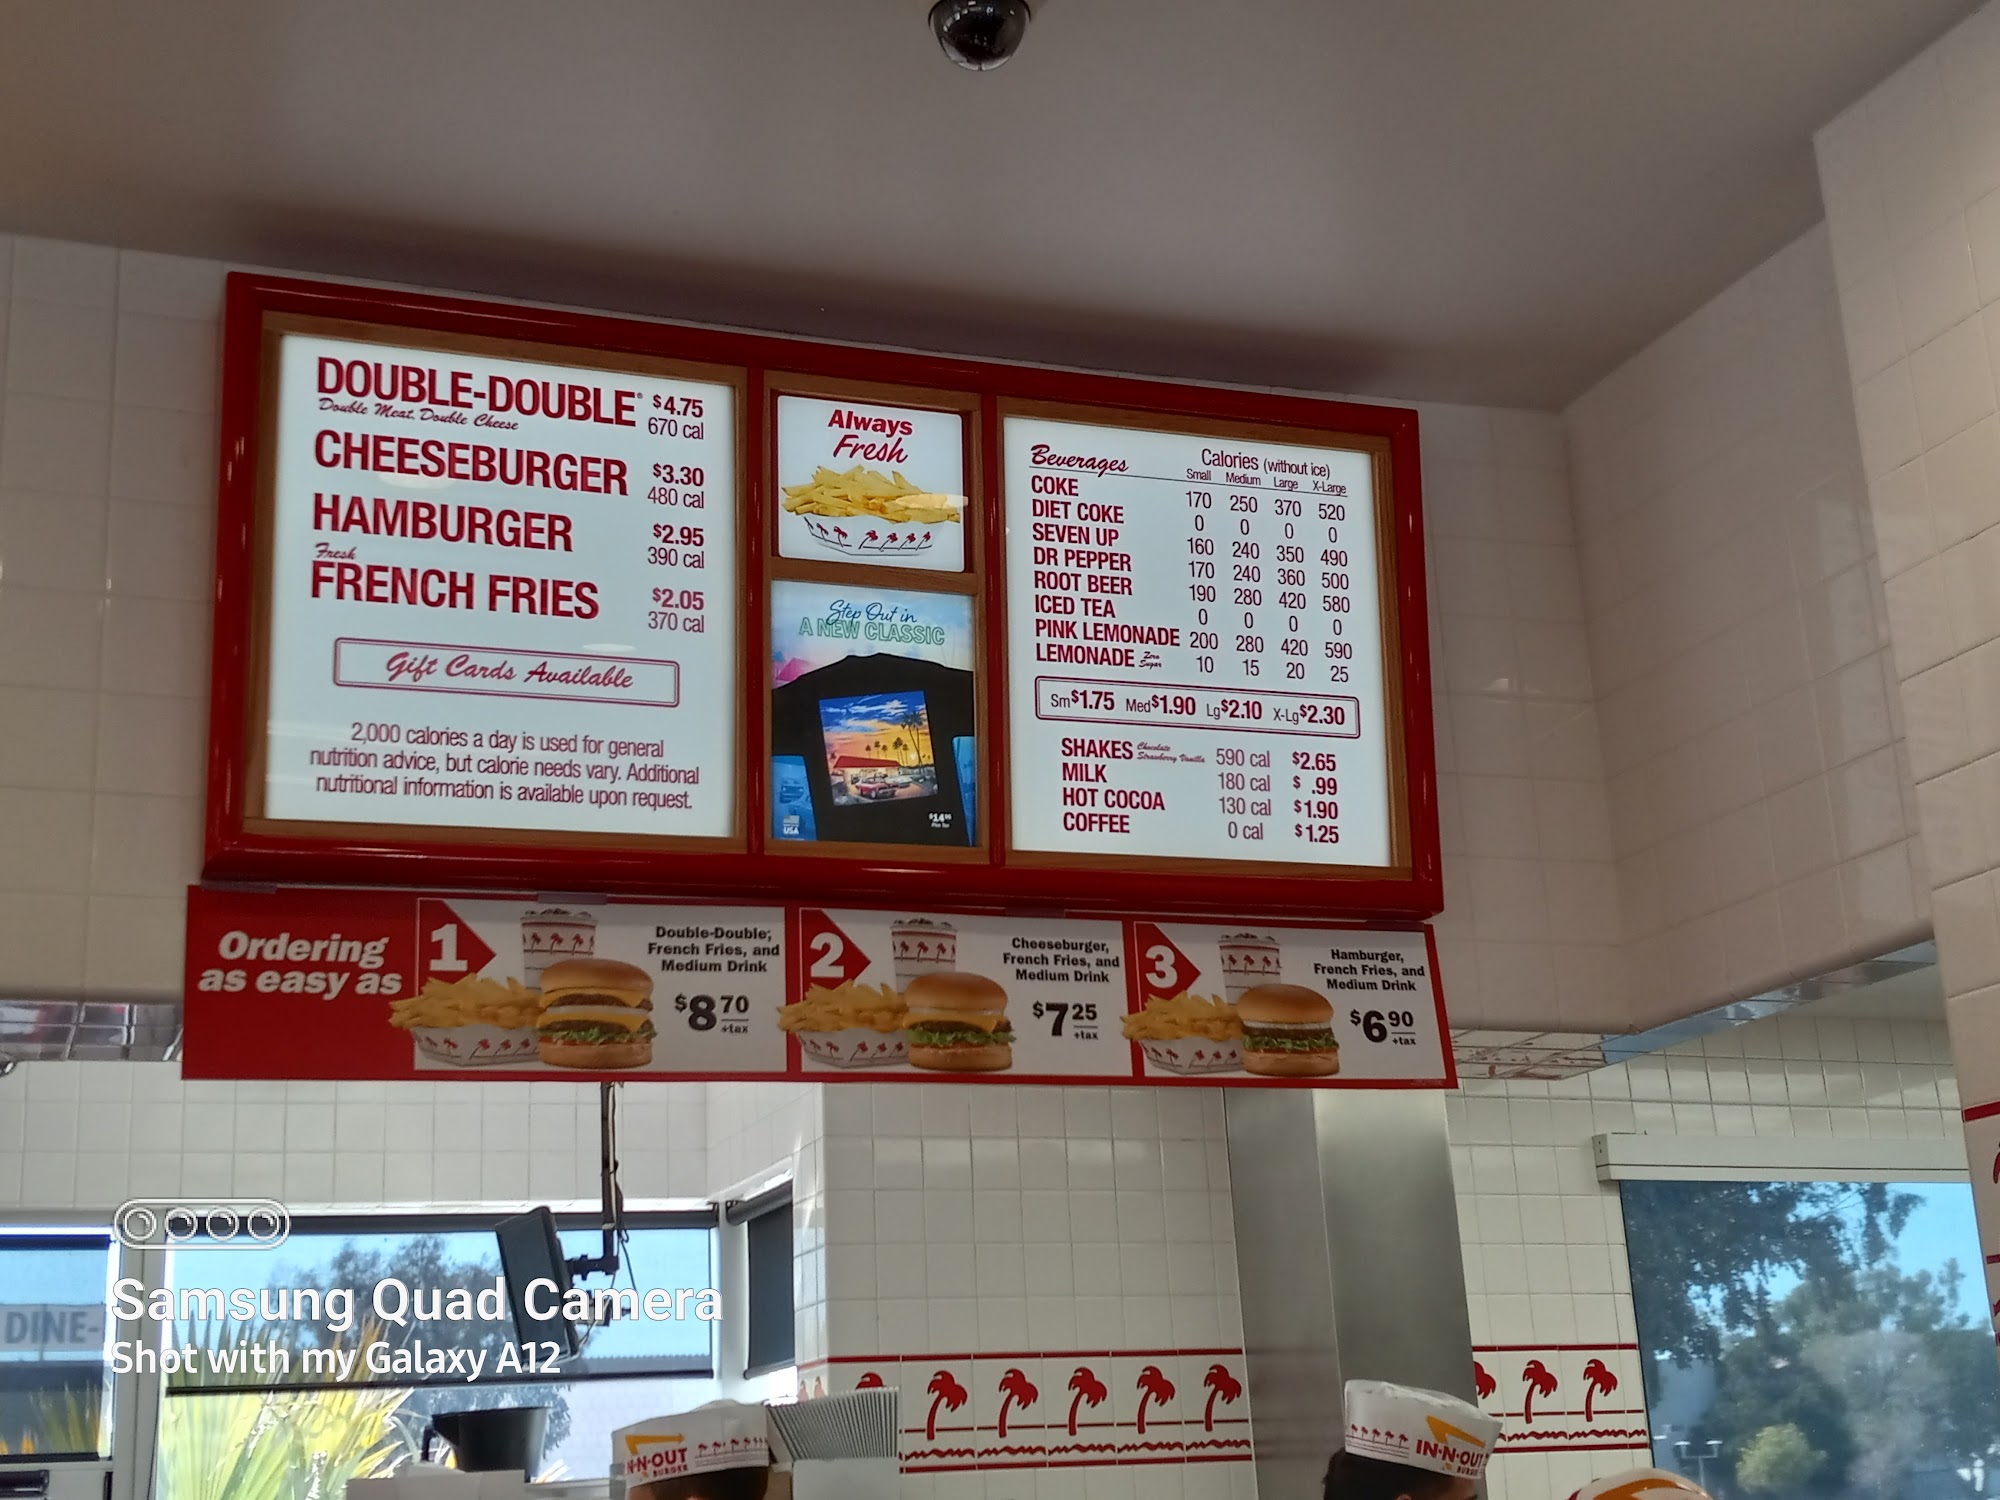 DOUBLE-DOUBLE® $4.75
Double Meat. Double Cheese 670 cal
CHEESEBURGER $3.30
480 cal
HAMBURGER $2.95
390 cal
Fresh
FRENCH FRIES $2.05
370 cal
Gift Cards Available
2,000 calories a day is used for general
nutrition advice, but calorie needs vary. Additional
nutritional information is available upon request.
Always
Fresh
Step Out in
A NEW CLASSIC
USA
$14
Beverages Calories (without ice)
Small Medium Large X-Large
COKE 170 250 370 520
DIET COKE 0 0 0 0
SEVEN UP 160 240 350 490
DR PEPPER 170 240 360 500
ROOT BEER 190 280 420 580
ICED TEA 0 0 0 0
PINK LEMONADE 200 280 420 590
LEMONADE Zero Sugar 10 15 20 25
Sm $1.75 Med $1.90 Lg $2.10 X-Lg $2.30
SHAKES Chocolate Strawberry Vanilla 590 cal $2.65
MILK 180 cal $ .99
HOT COCOA 130 cal $1.90
COFFEE 0 cal $1.25
Ordering
as easy as
1
Double-Double,
French Fries, and
Medium Drink
$8.70
+tax
2
Cheeseburger,
French Fries, and
Medium Drink
$7.25
+tax
3
Hamburger,
French Fries, and
Medium Drink
$6.90
+tax
DINE-
Samsung Quad Camera
Shot with my Galaxy A12
IN-N-OUT
BURGER
IN-N-OUT
BURGER